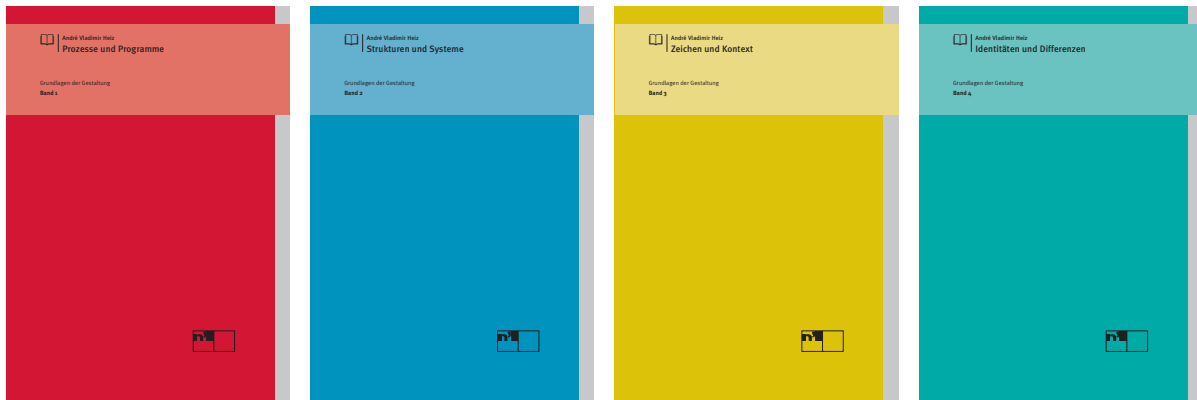 André Vladimir Heiz
Prozesse und Programme
Grundlagen der Gestaltung
Band 1
n
André Vladimir Heiz
Strukturen und Systeme
Grundlagen der Gestaltung
Band 2
n
André Vladimir Heiz
Zeichen und Kontext
Grundlagen der Gestaltung
Band 3
n
André Vladimir Heiz
Identitäten und Differenzen
Grundlagen der Gestaltung
Band 4
n